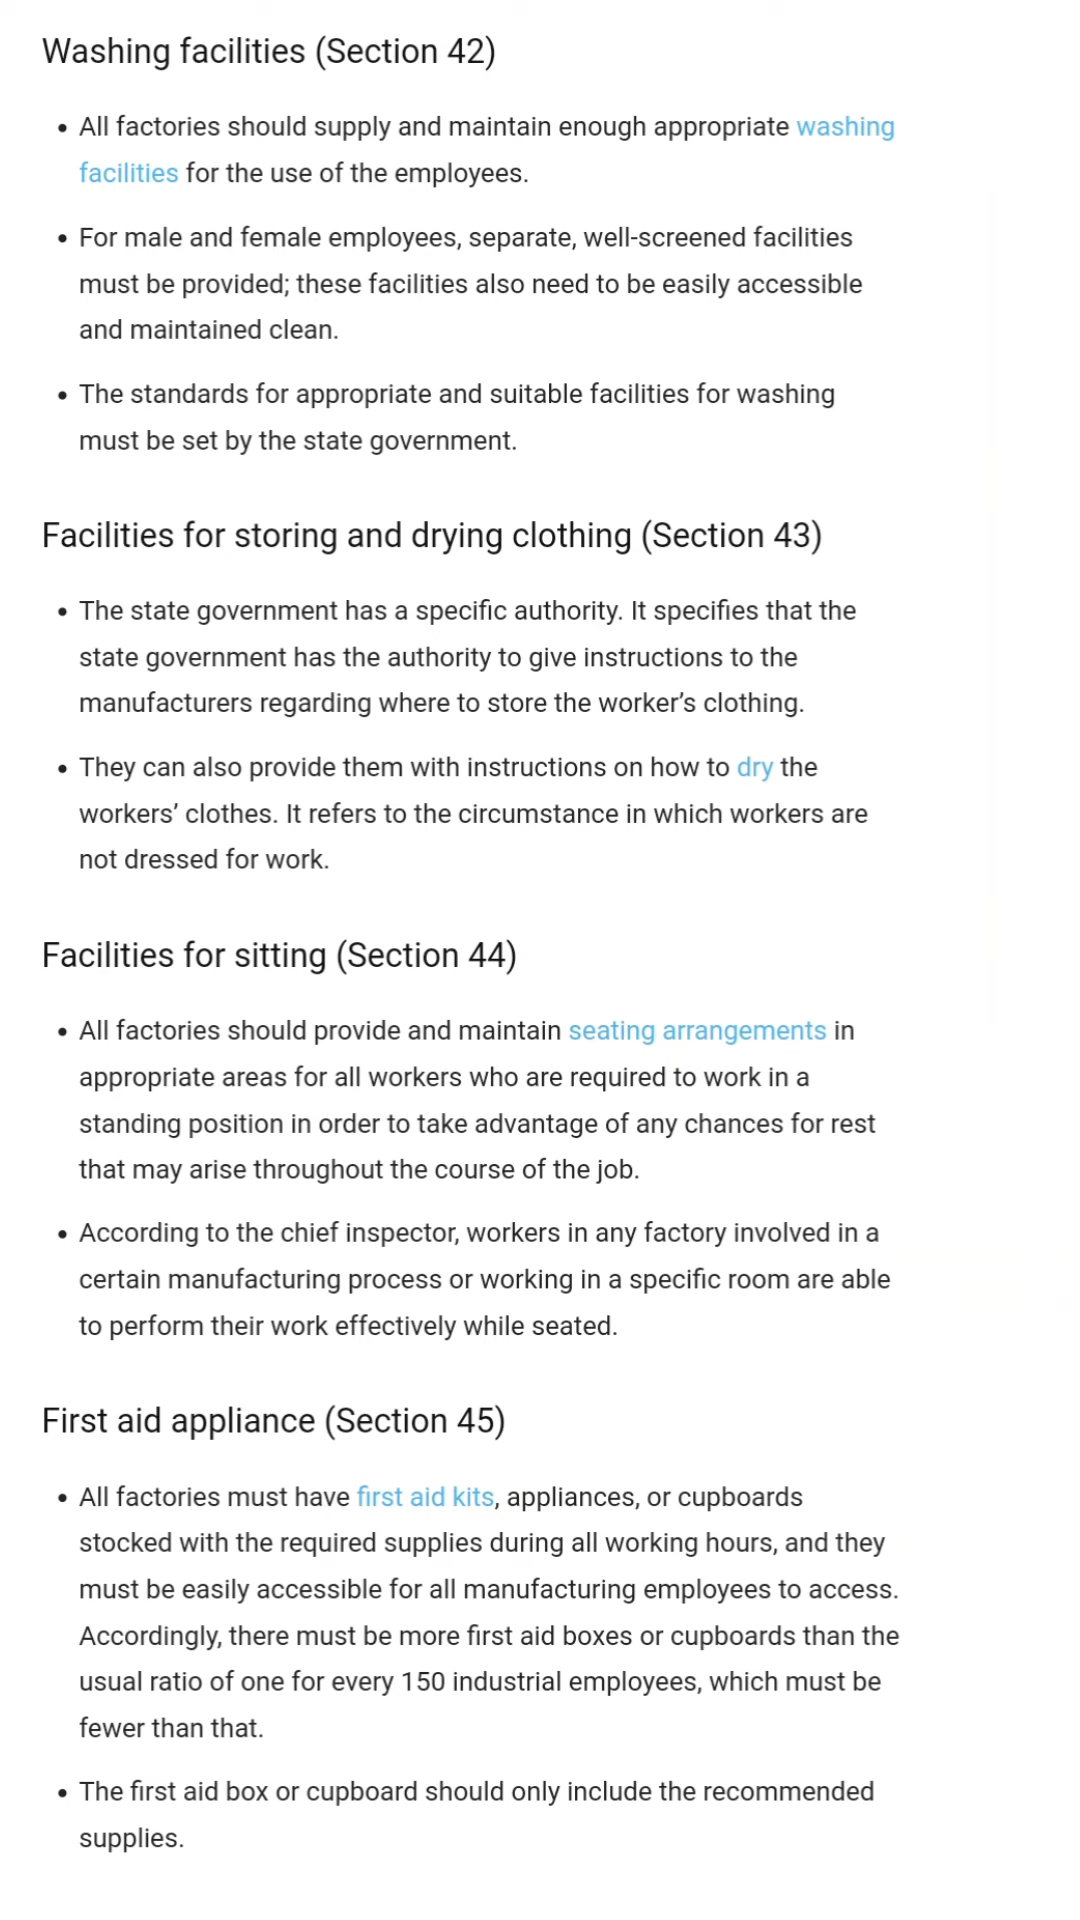 Washing facilities (Section 42)
• All factories should supply and maintain enough appropriate washing
facilities for the use of the employees.
• For male and female employees, separate, well-screened facilities
must be provided; these facilities also need to be easily accessible
and maintained clean.
• The standards for appropriate and suitable facilities for washing
must be set by the state government.
Facilities for storing and drying clothing (Section 43)
• The state government has a specific authority. It specifies that the
state government has the authority to give instructions to the
manufacturers regarding where to store the worker’s clothing.
• They can also provide them with instructions on how to dry the
workers’ clothes. It refers to the circumstance in which workers are
not dressed for work.
Facilities for sitting (Section 44)
• All factories should provide and maintain seating arrangements in
appropriate areas for all workers who are required to work in a
standing position in order to take advantage of any chances for rest
that may arise throughout the course of the job.
• According to the chief inspector, workers in any factory involved in a
certain manufacturing process or working in a specific room are able
to perform their work effectively while seated.
First aid appliance (Section 45)
• All factories must have first aid kits, appliances, or cupboards
stocked with the required supplies during all working hours, and they
must be easily accessible for all manufacturing employees to access.
Accordingly, there must be more first aid boxes or cupboards than the
usual ratio of one for every 150 industrial employees, which must be
fewer than that.
• The first aid box or cupboard should only include the recommended
supplies.